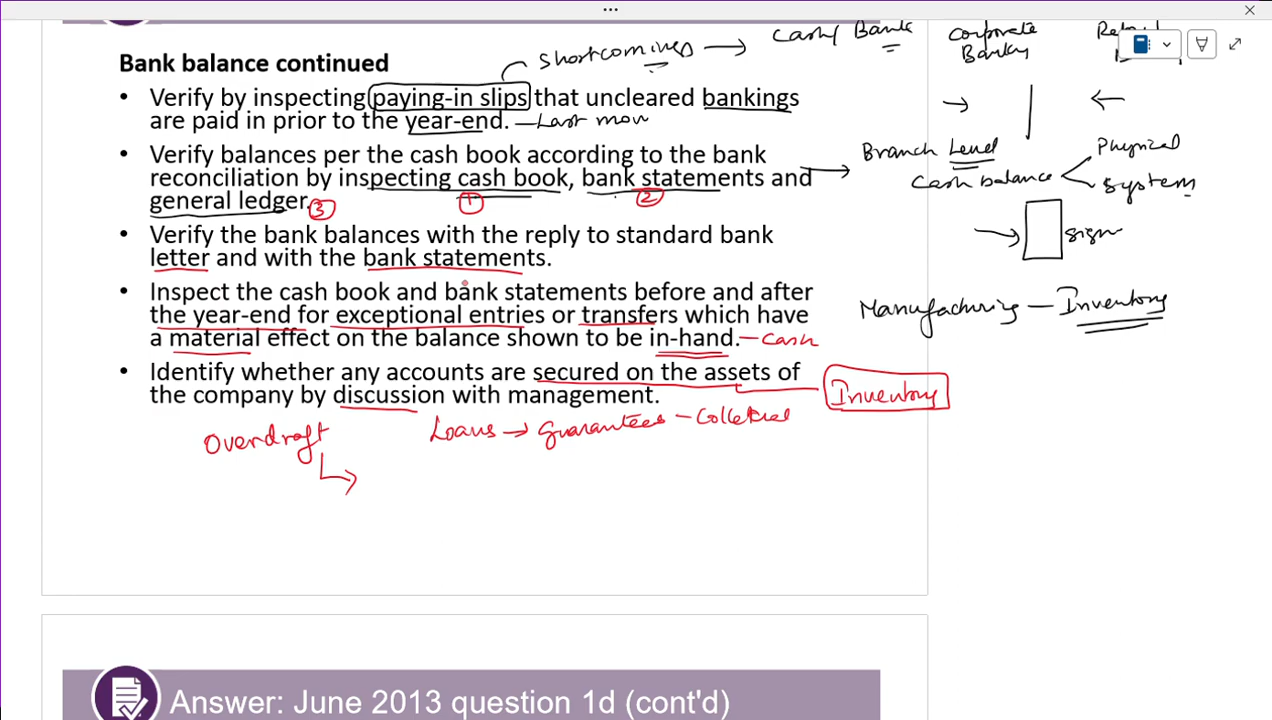 Bank balance continued
shortcomings → Cash/ Bank
• Verify by inspecting paying-in slips that uncleared bankings
are paid in prior to the year-end. – Last mon
• Verify balances per the cash book according to the bank
reconciliation by inspecting cash book, bank statements and
general ledger.
3 1 2
• Verify the bank balances with the reply to standard bank
letter and with the bank statements.
• Inspect the cash book and bank statements before and after
the year-end for exceptional entries or transfers which have
a material effect on the balance shown to be in-hand. – Cash
• Identify whether any accounts are secured on the assets of
the company by discussion with management.
Inventory
Overdraft
Loans → Guarantees – Collateral
Corporate
Banking
Branch Level
Cash balance
Physical
System
sign
Manufacturing – Inventory
Answer: June 2013 question 1d (cont'd)